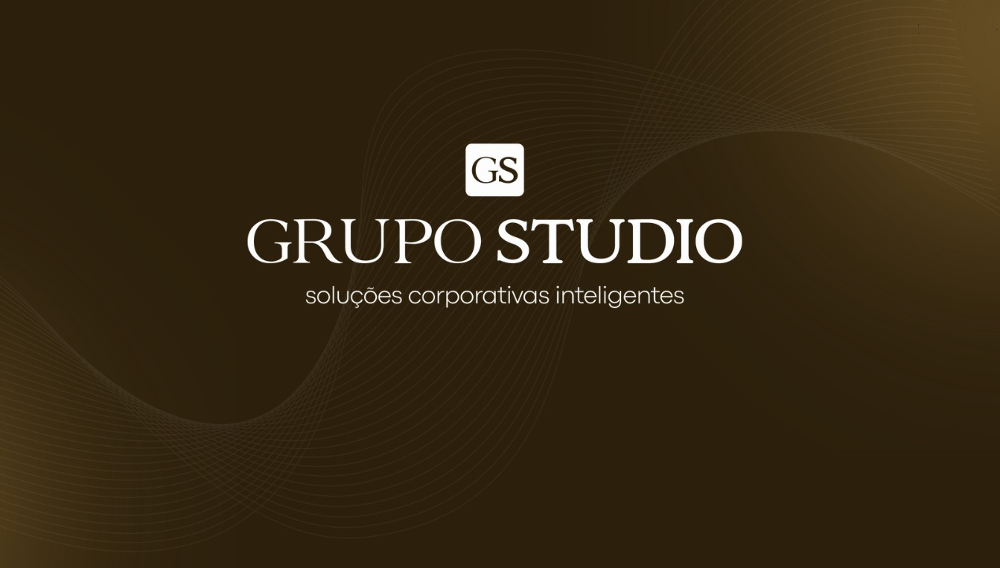 GS
GRUPO STUDIO
soluções corporativas inteligentes